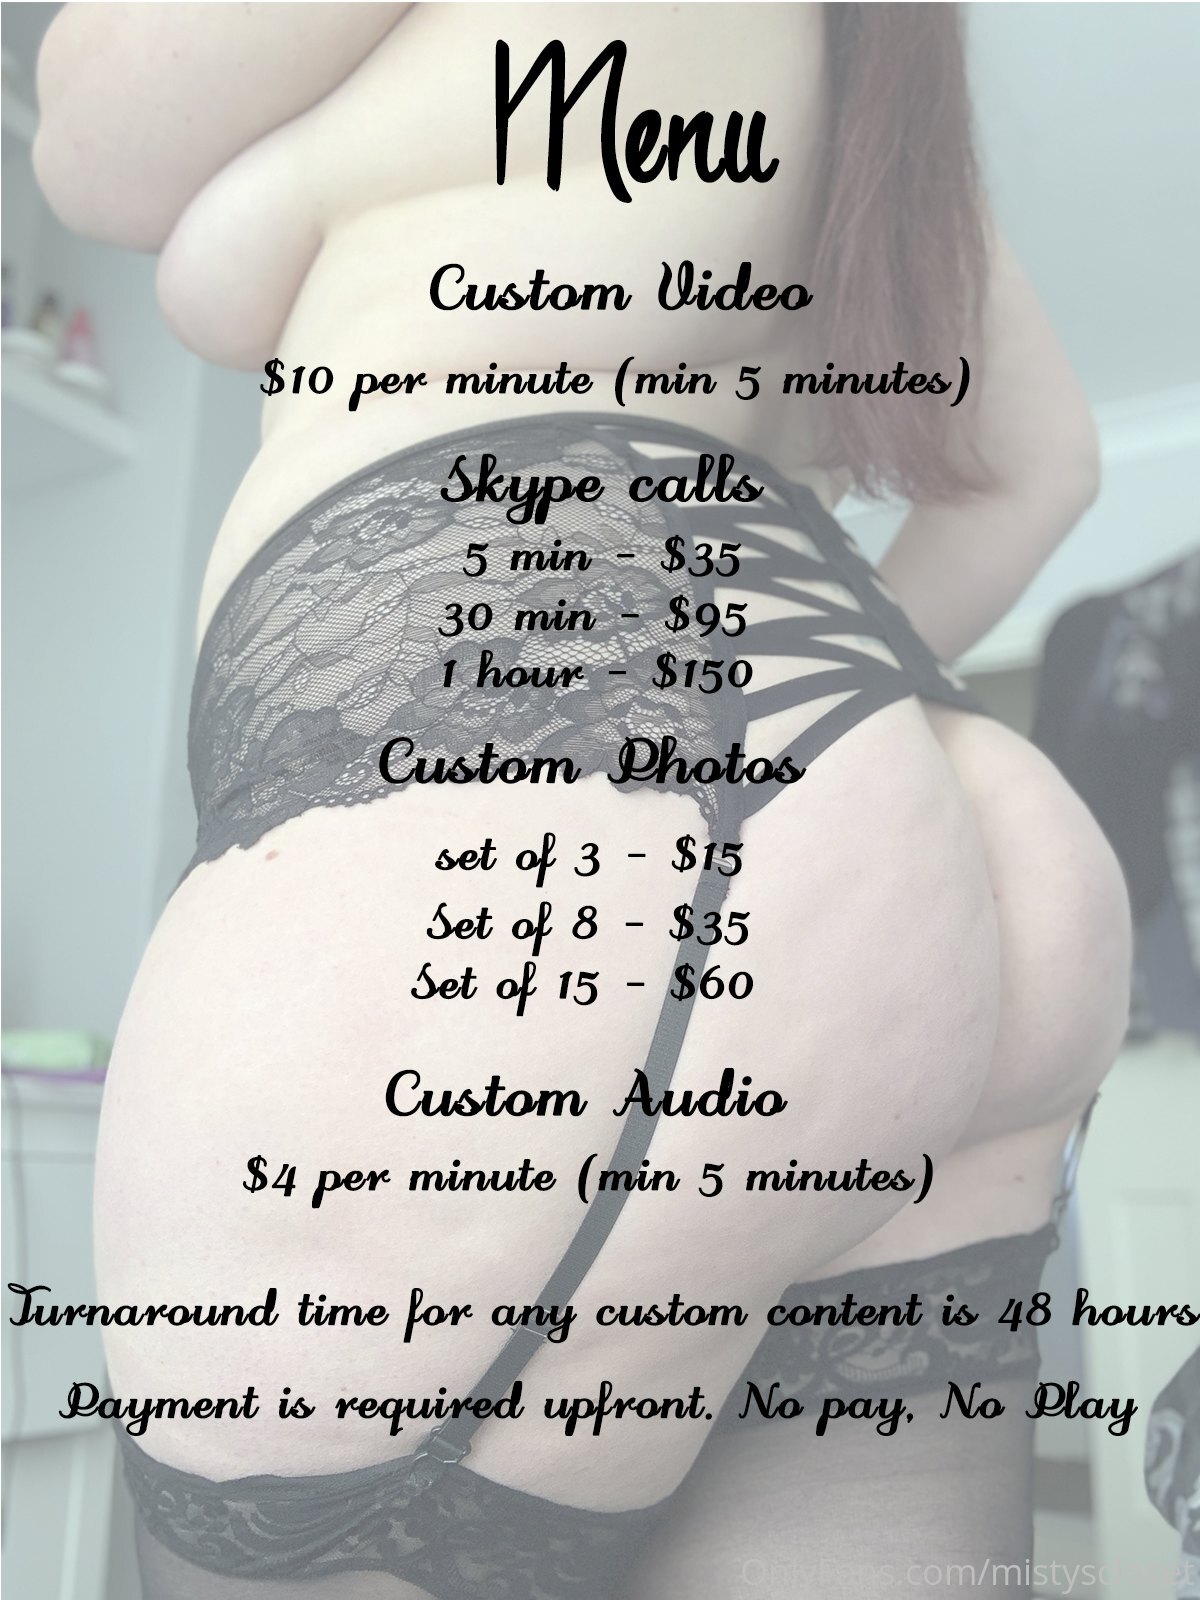 Menu
Custom Video
$10 per minute (min 5 minutes)
Skype calls
5 min - $35
30 min - $95
1 hour - $150
Custom Photos
set of 3 - $15
Set of 8 - $35
Set of 15 - $60
Custom Audio
$4 per minute (min 5 minutes)
Turnaround time for any custom content is 48 hours
Payment is required upfront. No pay, No Play